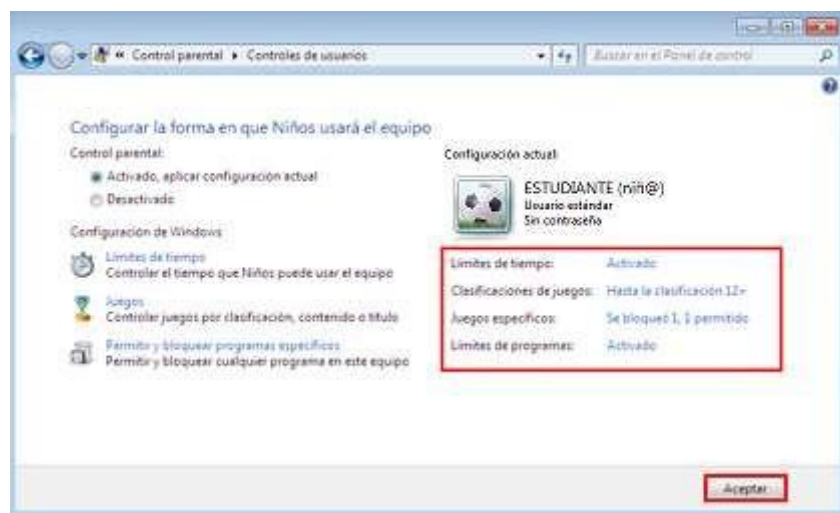 « Control parental ▸ Controles de usuarios
Buscar en el Panel de control
Configurar la forma en que Niños usará el equipo
Control parental:
Activado, aplicar configuración actual
Desactivado
Configuración de Windows
Límites de tiempo
Controlar el tiempo que Niños puede usar el equipo
Juegos
Controlar juegos por clasificación, contenido o título
Permitir y bloquear programas específicos
Permitir y bloquear cualquier programa en este equipo
Configuración actual:
ESTUDIANTE (niñ@)
Usuario estándar
Sin contraseña
Límites de tiempo: Activado
Clasificaciones de juegos: Hasta la clasificación 12+
Juegos específicos: Se bloqueó 1, 1 permitido
Límites de programas: Activado
Aceptar